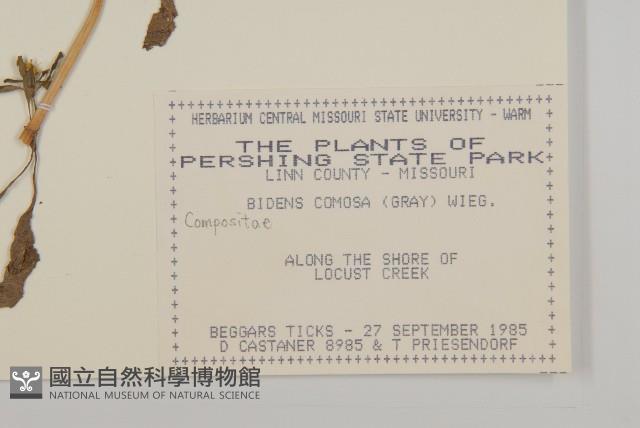 HERBARIUM CENTRAL MISSOURI STATE UNIVERSITY - WARM
THE PLANTS OF
PERSHING STATE PARK
LINN COUNTY - MISSOURI
BIDENS COMOSA (GRAY) WIEG.
Compositae
ALONG THE SHORE OF
LOCUST CREEK
BEGGARS TICKS - 27 SEPTEMBER 1985
D CASTANER 8985 & T PRIESENDORF
國立自然科學博物館
NATIONAL MUSEUM OF NATURAL SCIENCE